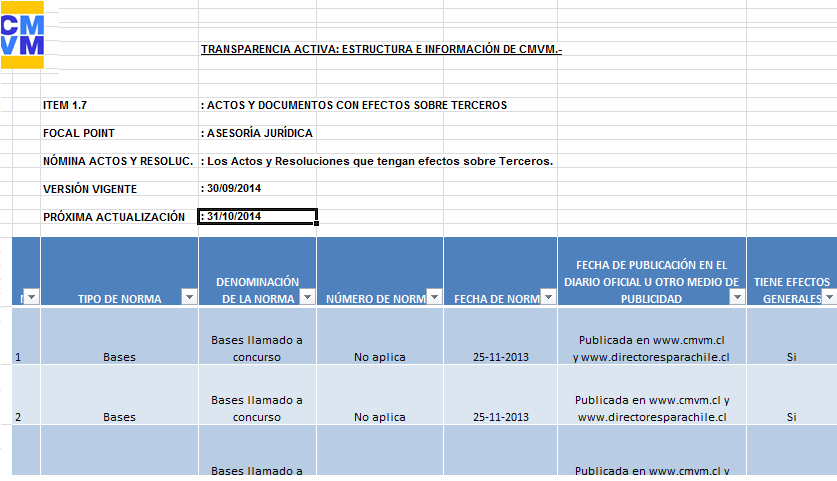 CM
VM
TRANSPARENCIA ACTIVA: ESTRUCTURA E INFORMACIÓN DE CMVM.-
ITEM 1.7 : ACTOS Y DOCUMENTOS CON EFECTOS SOBRE TERCEROS
FOCAL POINT : ASESORÍA JURÍDICA
NÓMINA ACTOS Y RESOLUC. : Los Actos y Resoluciones que tengan efectos sobre Terceros.
VERSIÓN VIGENTE : 30/09/2014
PRÓXIMA ACTUALIZACIÓN : 31/10/2014
TIPO DE NORMA
DENOMINACIÓN
DE LA NORMA
NÚMERO DE NORM
FECHA DE NORM
FECHA DE PUBLICACIÓN EN EL
DIARIO OFICIAL U OTRO MEDIO DE
PUBLICIDAD
TIENE EFECTOS
GENERALES
1
Bases
Bases llamado a
concurso
No aplica
25-11-2013
Publicada en www.cmvm.cl
y www.directoresparachile.cl
Si
2
Bases
Bases llamado a
concurso
No aplica
25-11-2013
Publicada en www.cmvm.cl y
www.directoresparachile.cl
Si
Bases llamado a
Publicada en www.cmvm.cl y